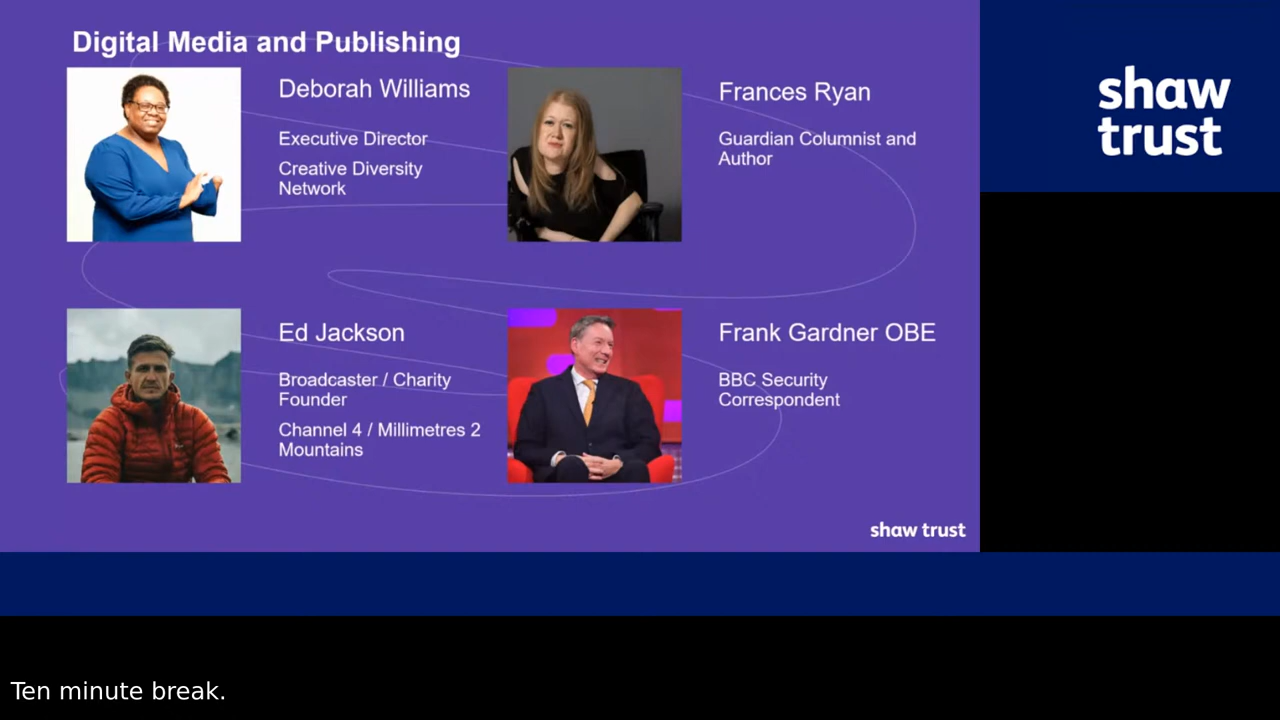 Digital Media and Publishing
Deborah Williams
Executive Director
Creative Diversity
Network
Frances Ryan
Guardian Columnist and
Author
Ed Jackson
Broadcaster / Charity
Founder
Channel 4 / Millimetres 2
Mountains
Frank Gardner OBE
BBC Security
Correspondent
shaw trust
shaw
trust
Ten minute break.